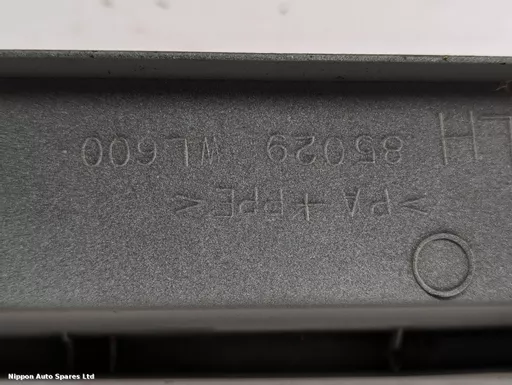 LH 85029 WL600
>PA+PPE<
Nippon Auto Spares Ltd